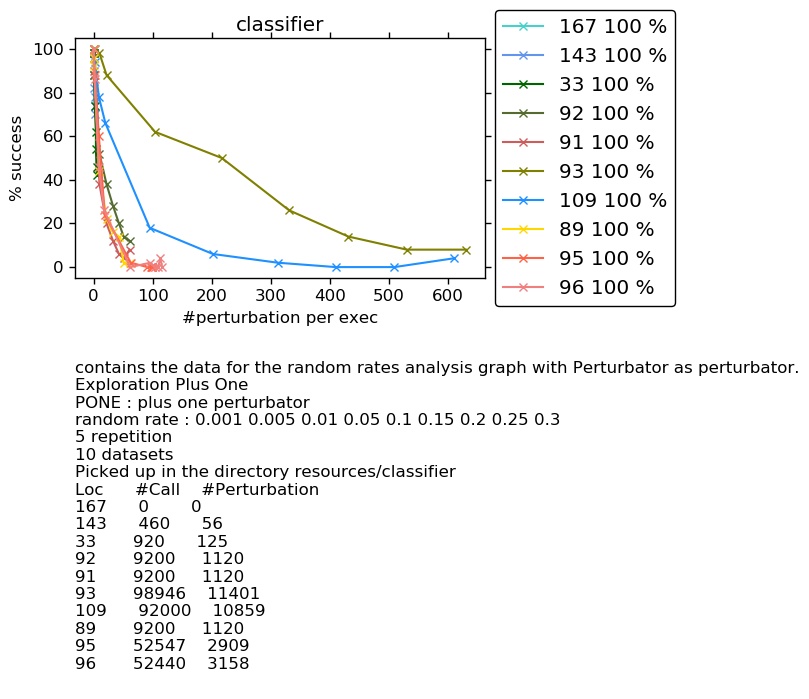 classifier
% success
100
80
60
40
20
0
0 100 200 300 400 500 600
#perturbation per exec
167 100 %
143 100 %
33 100 %
92 100 %
91 100 %
93 100 %
109 100 %
89 100 %
95 100 %
96 100 %
contains the data for the random rates analysis graph with Perturbator as perturbator.
Exploration Plus One
PONE : plus one perturbator
random rate : 0.001 0.005 0.01 0.05 0.1 0.15 0.2 0.25 0.3
5 repetition
10 datasets
Picked up in the directory resources/classifier
Loc #Call #Perturbation
167 0 0
143 460 56
33 920 125
92 9200 1120
91 9200 1120
93 98946 11401
109 92000 10859
89 9200 1120
95 52547 2909
96 52440 3158